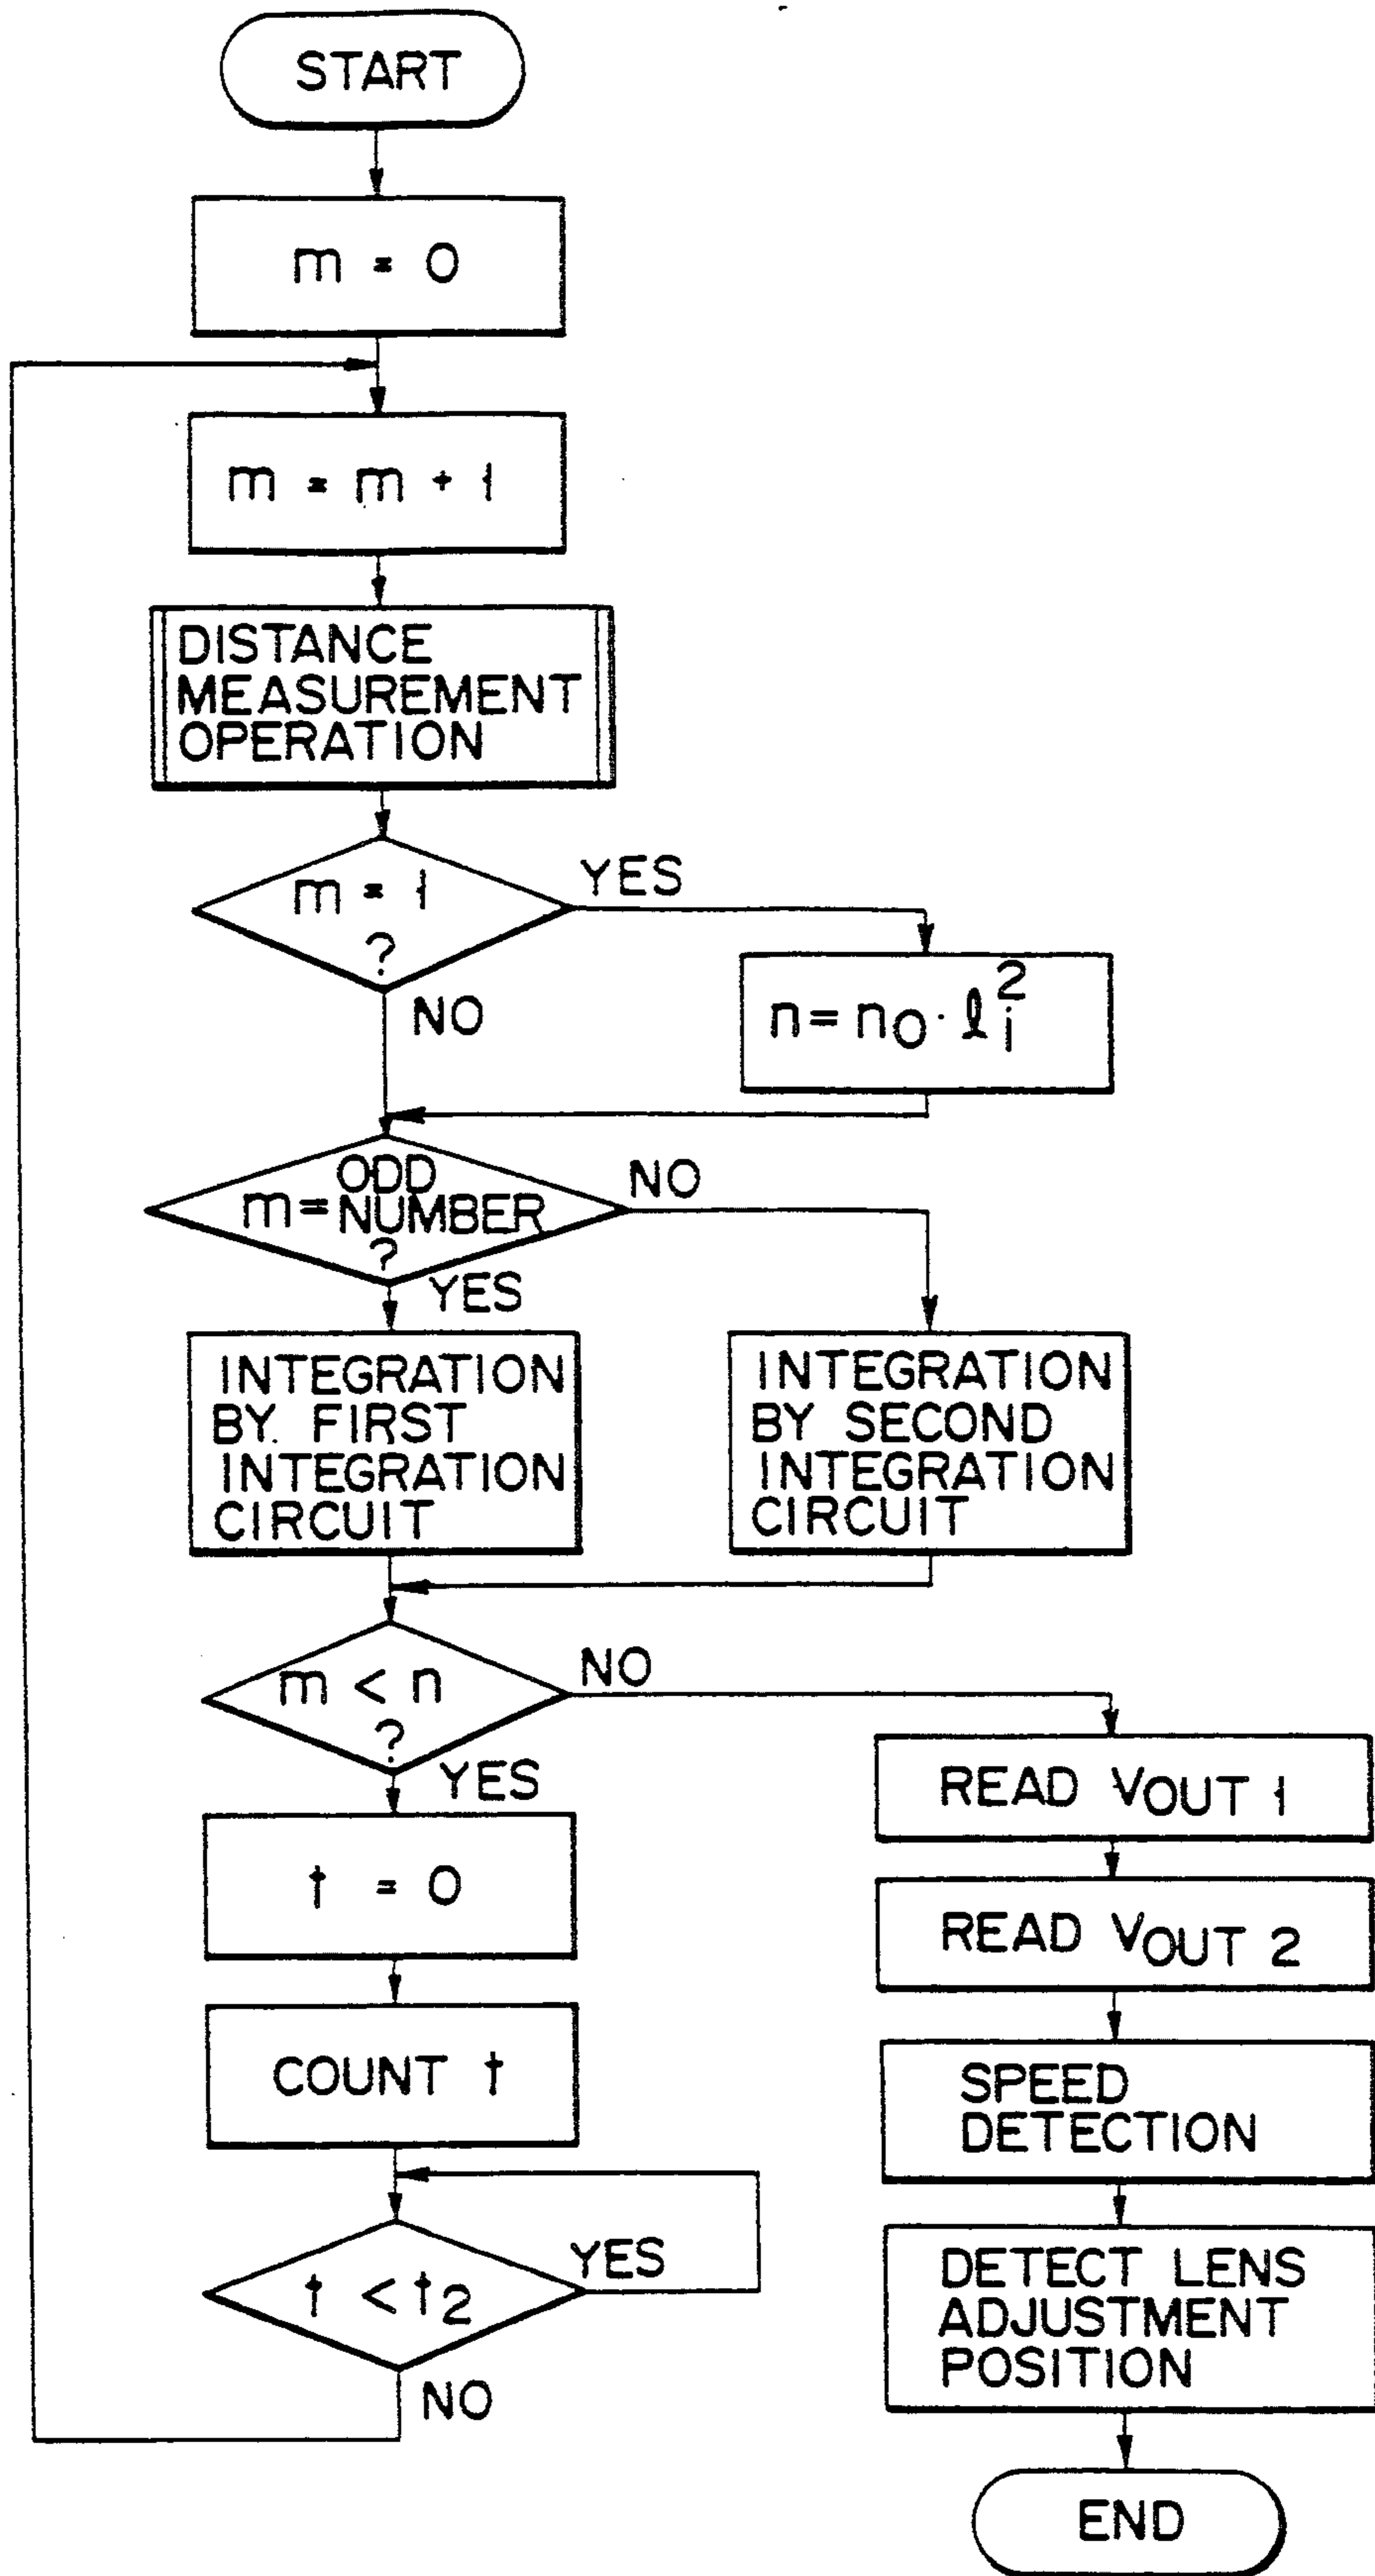 START
m = 0
m = m + 1
DISTANCE
MEASUREMENT
OPERATION
m = 1
?
YES
NO
n = n0 · ℓi²
ODD
m = NUMBER
?
NO
YES
INTEGRATION
BY FIRST
INTEGRATION
CIRCUIT
INTEGRATION
BY SECOND
INTEGRATION
CIRCUIT
m < n
?
NO
YES
READ VOUT 1
t = 0
READ VOUT 2
COUNT t
SPEED
DETECTION
t < t2
YES
NO
DETECT LENS
ADJUSTMENT
POSITION
END